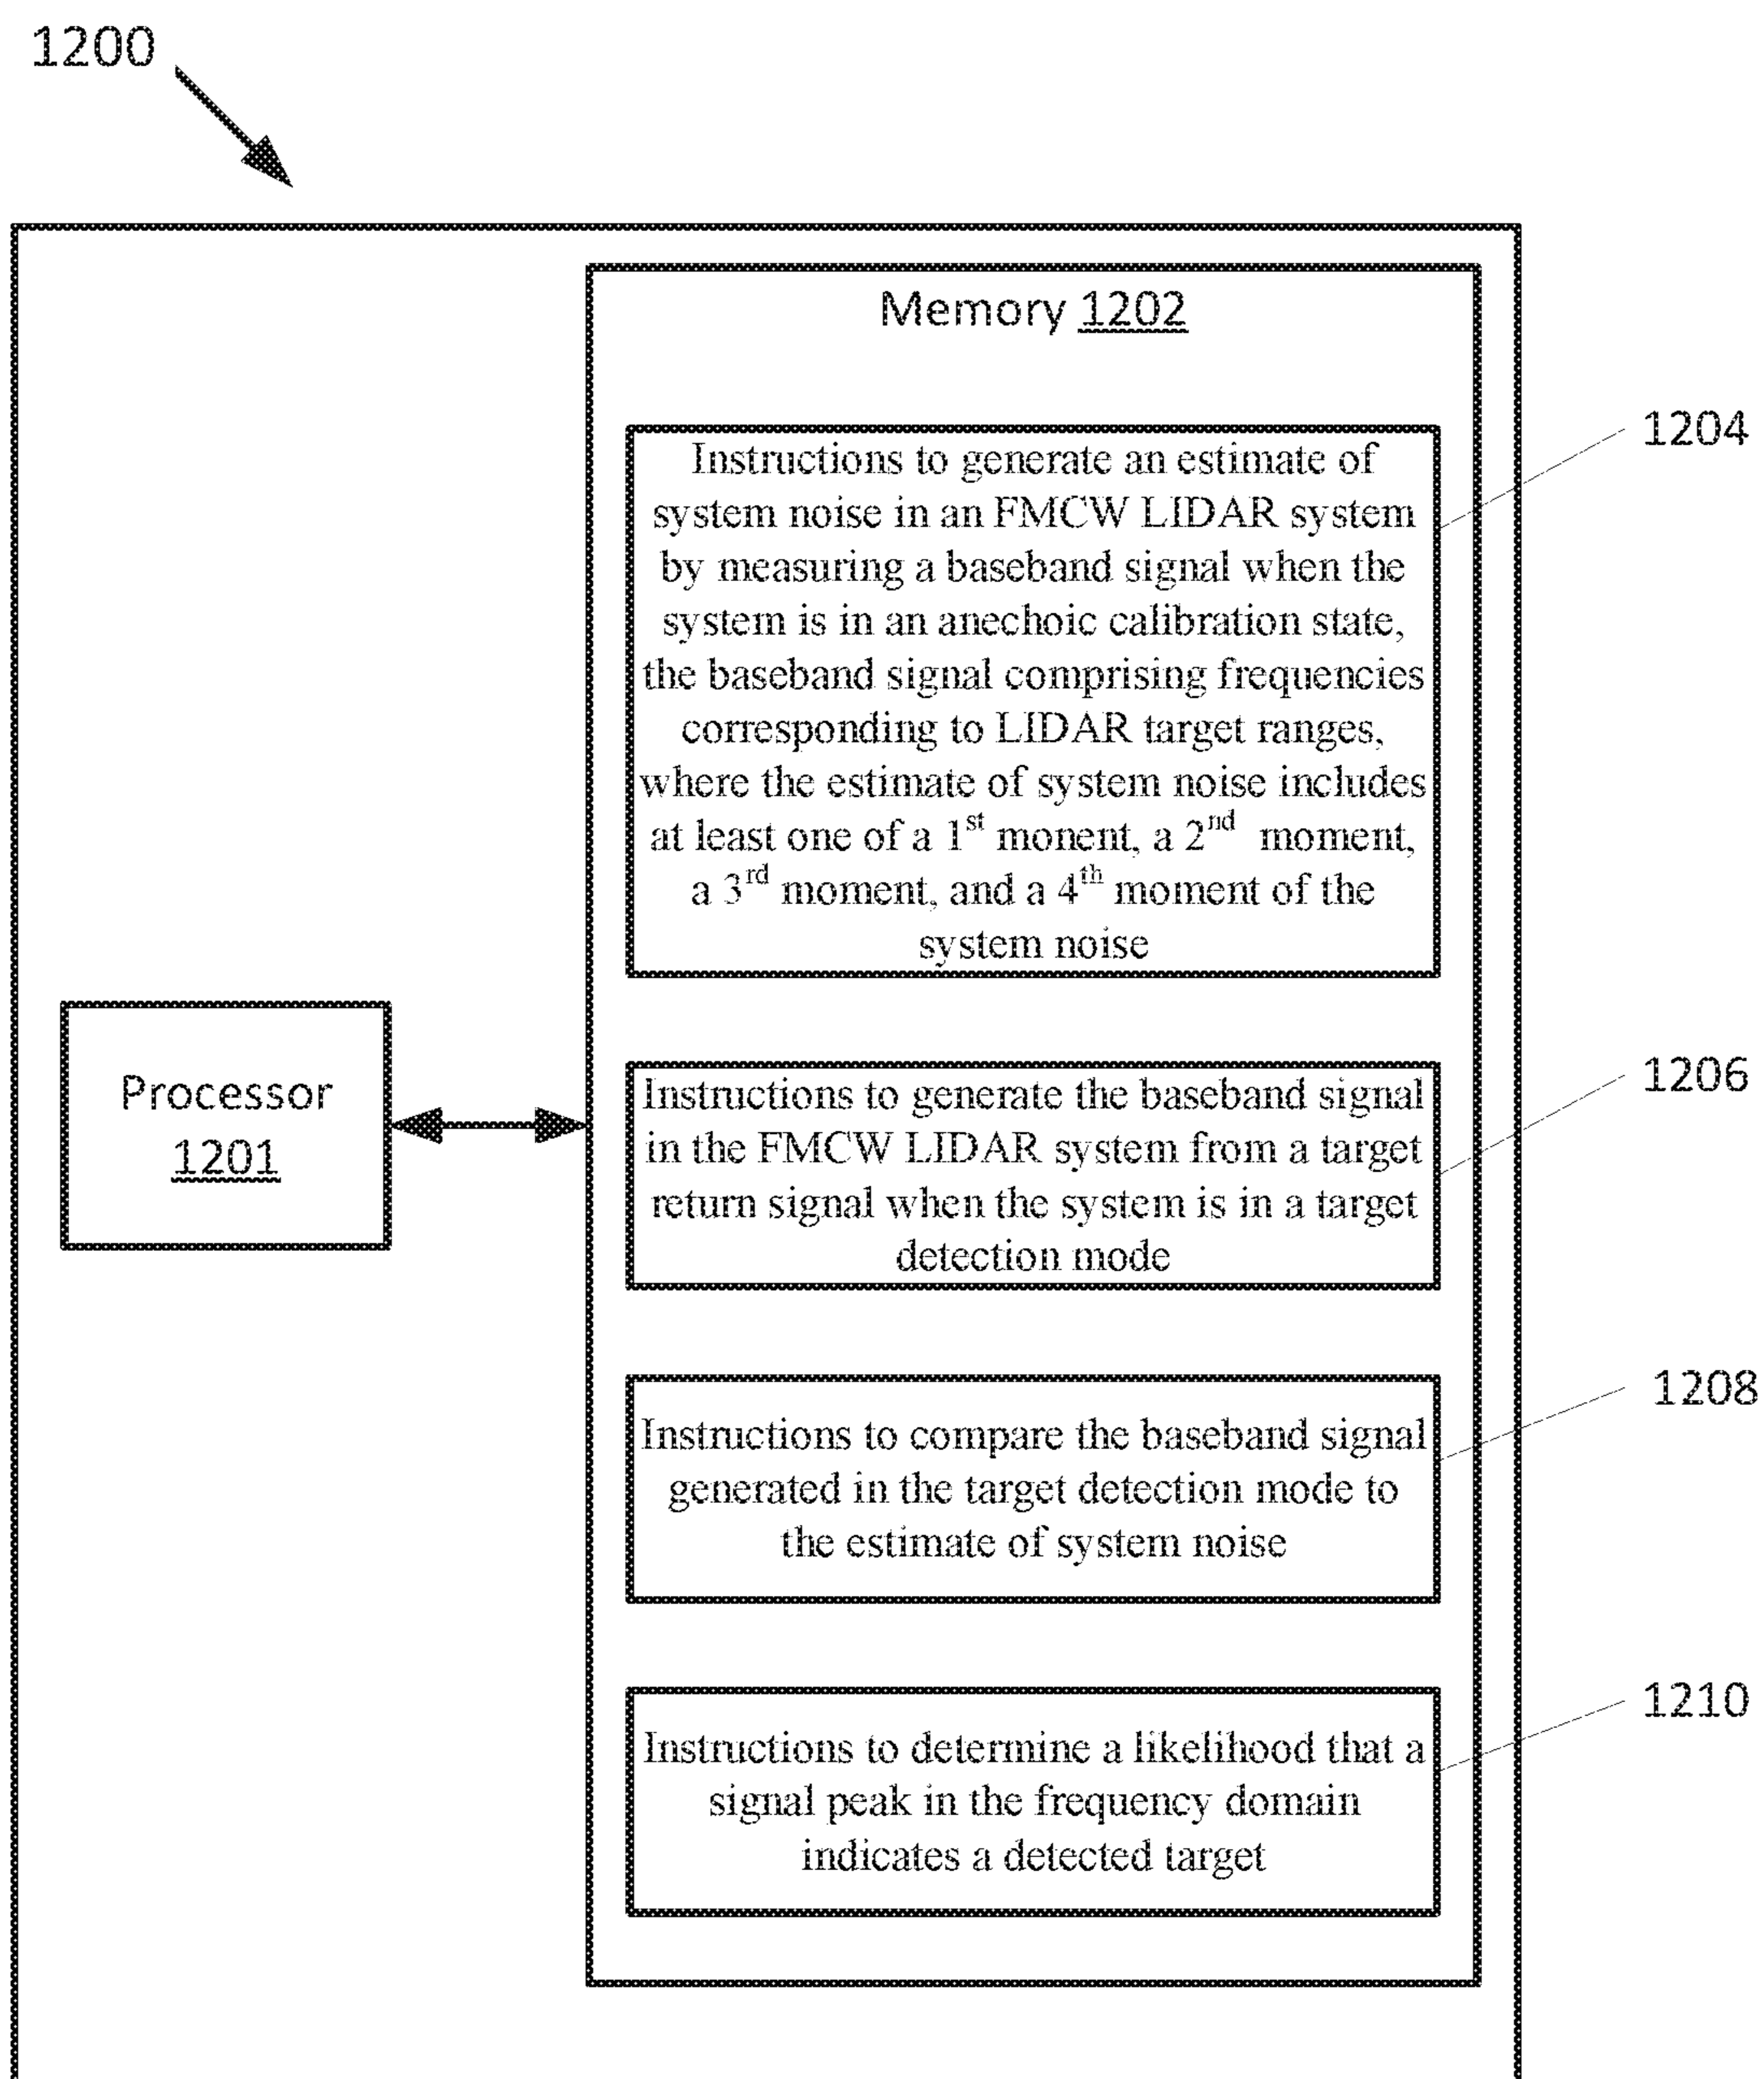 1200
Memory 1202
Instructions to generate an estimate of
system noise in an FMCW LIDAR system
by measuring a baseband signal when the
system is in an anechoic calibration state,
the baseband signal comprising frequencies
corresponding to LIDAR target ranges,
where the estimate of system noise includes
at least one of a 1st monent, a 2nd moment,
a 3rd moment, and a 4th moment of the
system noise
1204
Processor
1201
Instructions to generate the baseband signal
in the FMCW LIDAR system from a target
return signal when the system is in a target
detection mode
1206
Instructions to compare the baseband signal
generated in the target detection mode to
the estimate of system noise
1208
Instructions to determine a likelihood that a
signal peak in the frequency domain
indicates a detected target
1210